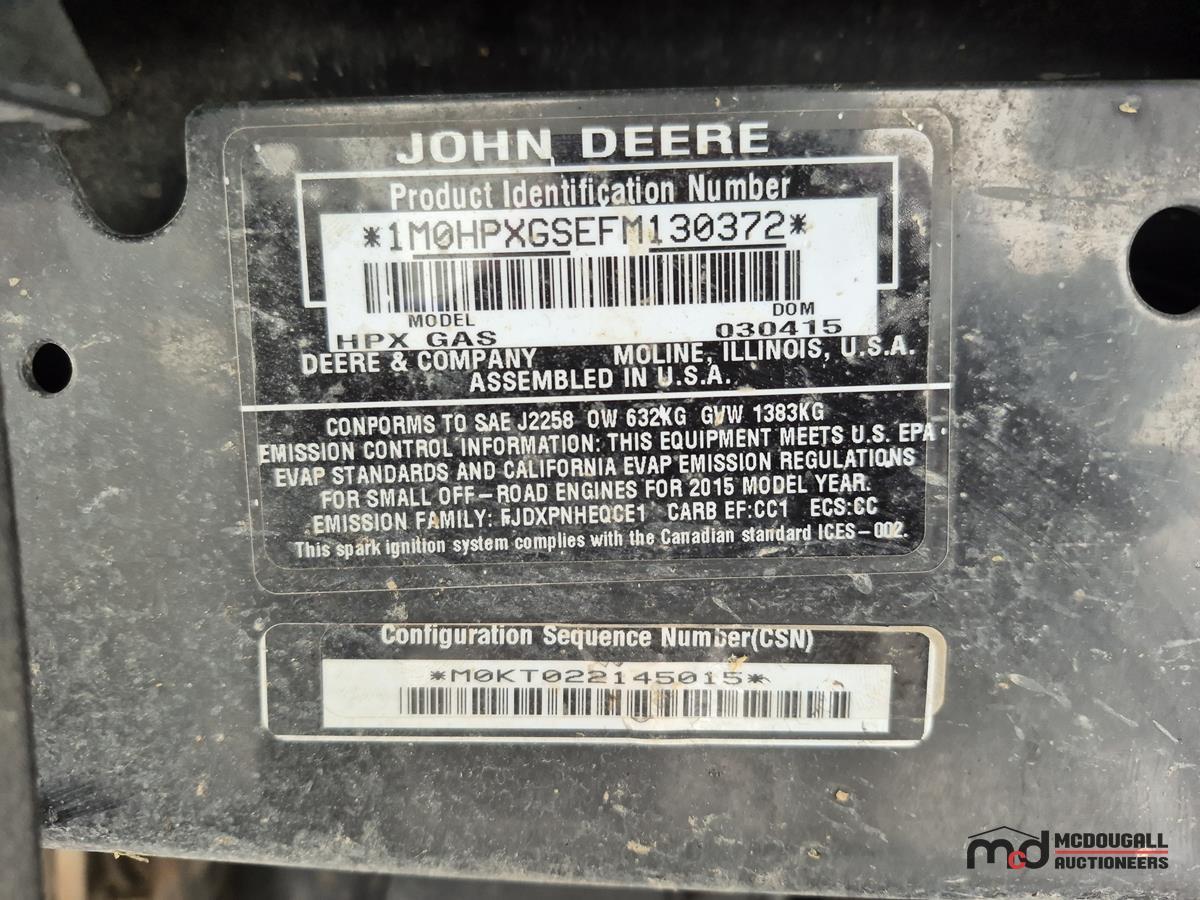 JOHN DEERE
Product Identification Number
*1M0HPXGSEFM130372*
MODEL DOM
HPX GAS 030415
DEERE & COMPANY MOLINE, ILLINOIS, U.S.A.
ASSEMBLED IN U.S.A.
CONFORMS TO SAE J2258 OW 632KG GVW 1383KG
EMISSION CONTROL INFORMATION: THIS EQUIPMENT MEETS U.S. EPA
EVAP STANDARDS AND CALIFORNIA EVAP EMISSION REGULATIONS
FOR SMALL OFF-ROAD ENGINES FOR 2015 MODEL YEAR.
EMISSION FAMILY: FJDXPNHEQCE1 CARB EF:CC1 ECS:CC
This spark ignition system complies with the Canadian standard ICES-002.
Configuration Sequence Number(CSN)
*M0KT022145015*
mcd MCDOUGALL
AUCTIONEERS